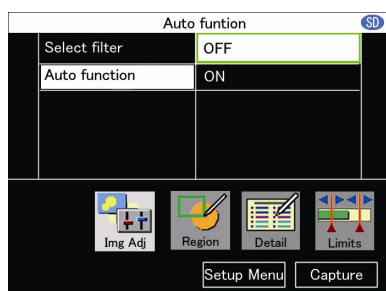 Auto funtion
SD
Select filter OFF
Auto function ON
Img Adj Region Detail Limits
Setup Menu Capture